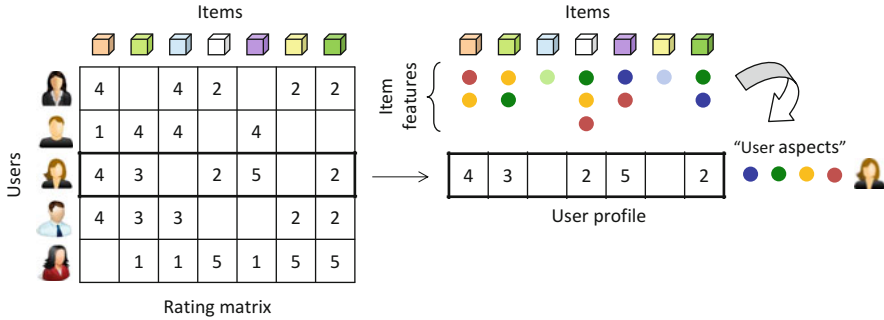 Items
Users
4 4 2 2 2
1 4 4 4
4 3 2 5 2
4 3 3 2 2
1 1 5 1 5 5
Rating matrix
Items
Item
features
4 3 2 5 2
User profile
"User aspects"